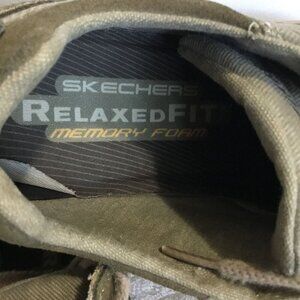 SKECHERS
RELAXED FIT
MEMORY FOAM